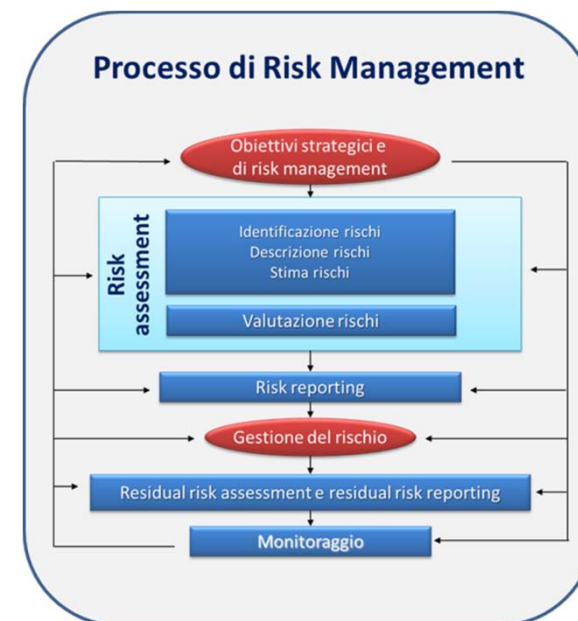 Processo di Risk Management
Obiettivi strategici e
di risk management
Risk
assessment
Identificazione rischi
Descrizione rischi
Stima rischi
Valutazione rischi
Risk reporting
Gestione del rischio
Residual risk assessment e residual risk reporting
Monitoraggio